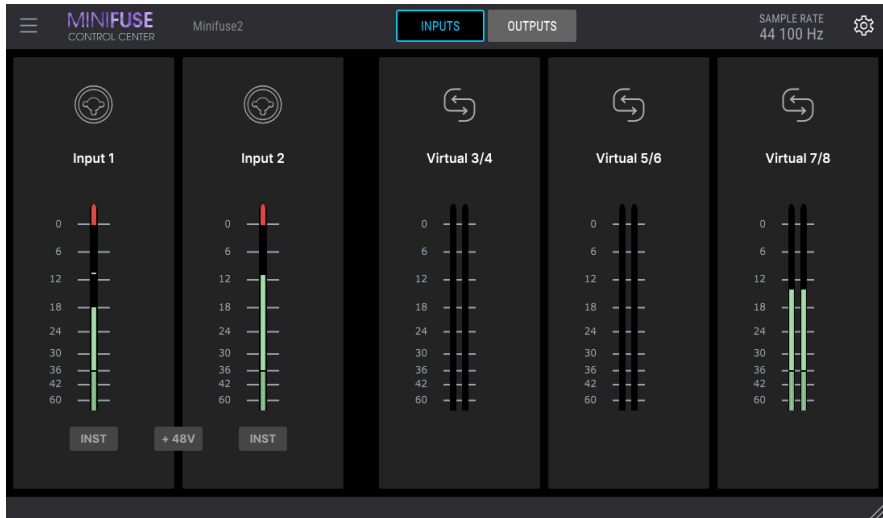 MINIFUSE
CONTROL CENTER
Minifuse2
INPUTS
OUTPUTS
SAMPLE RATE
44 100 Hz
Input 1
Input 2
Virtual 3/4
Virtual 5/6
Virtual 7/8
0 0 0 0 0
6 6 6 6 6
12 12 12 12 12
18 18 18 18 18
24 24 24 24 24
30 30 30 30 30
36 36 36 36 36
42 42 42 42 42
60 60 60 60 60
INST
+ 48V
INST